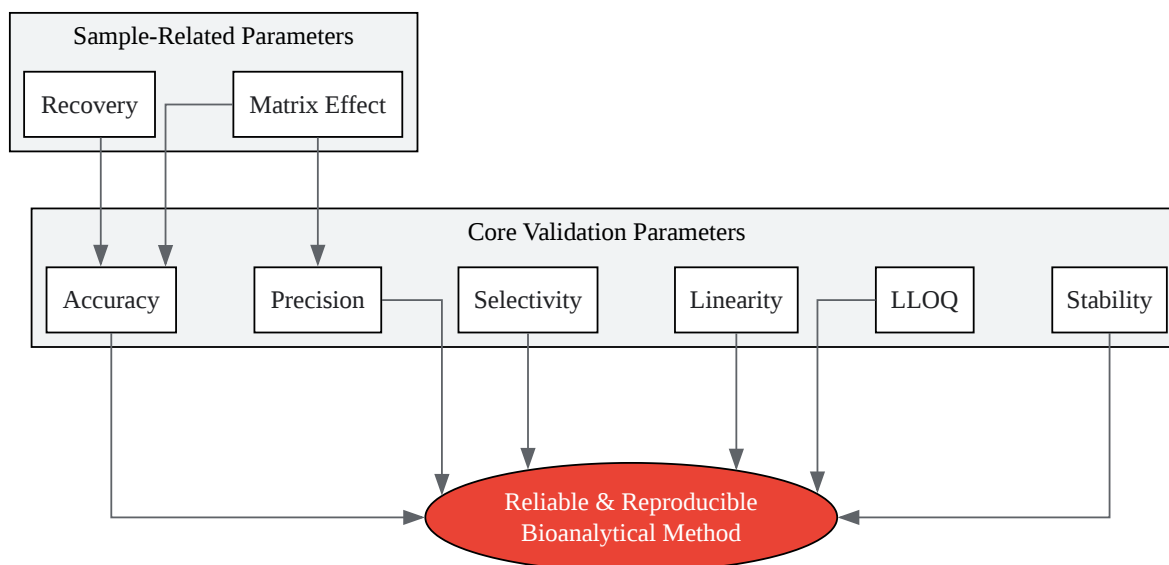 Sample-Related Parameters
Recovery
Matrix Effect
Core Validation Parameters
Accuracy
Precision
Selectivity
Linearity
LLOQ
Stability
Reliable & Reproducible
Bioanalytical Method